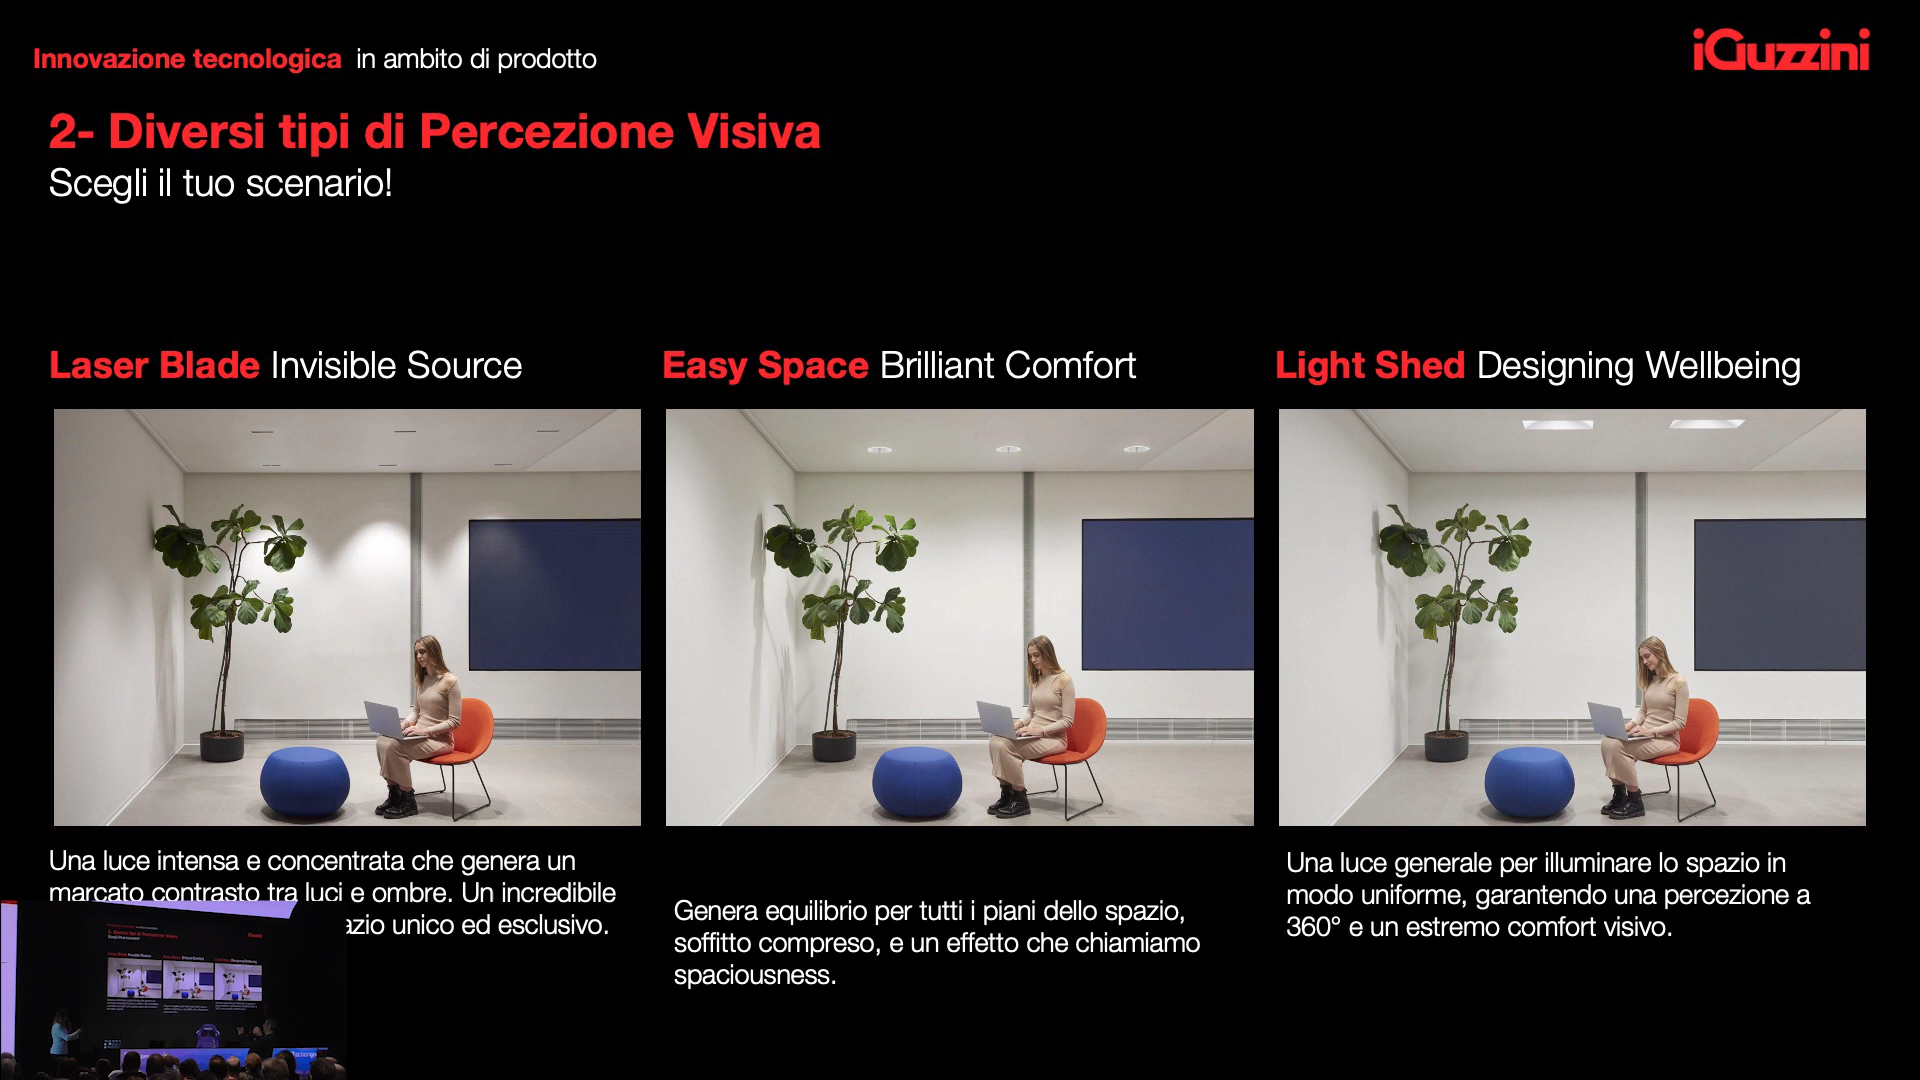 Innovazione tecnologica in ambito di prodotto
iGuzzini
2- Diversi tipi di Percezione Visiva
Scegli il tuo scenario!
Laser Blade Invisible Source
Easy Space Brilliant Comfort
Light Shed Designing Wellbeing
Una luce intensa e concentrata che genera un
marcato contrasto tra luci e ombre. Un incredibile
unico ed esclusivo.
Genera equilibrio per tutti i piani dello spazio,
soffitto compreso, e un effetto che chiamiamo
spaciousness.
Una luce generale per illuminare lo spazio in
modo uniforme, garantendo una percezione a
360° e un estremo comfort visivo.